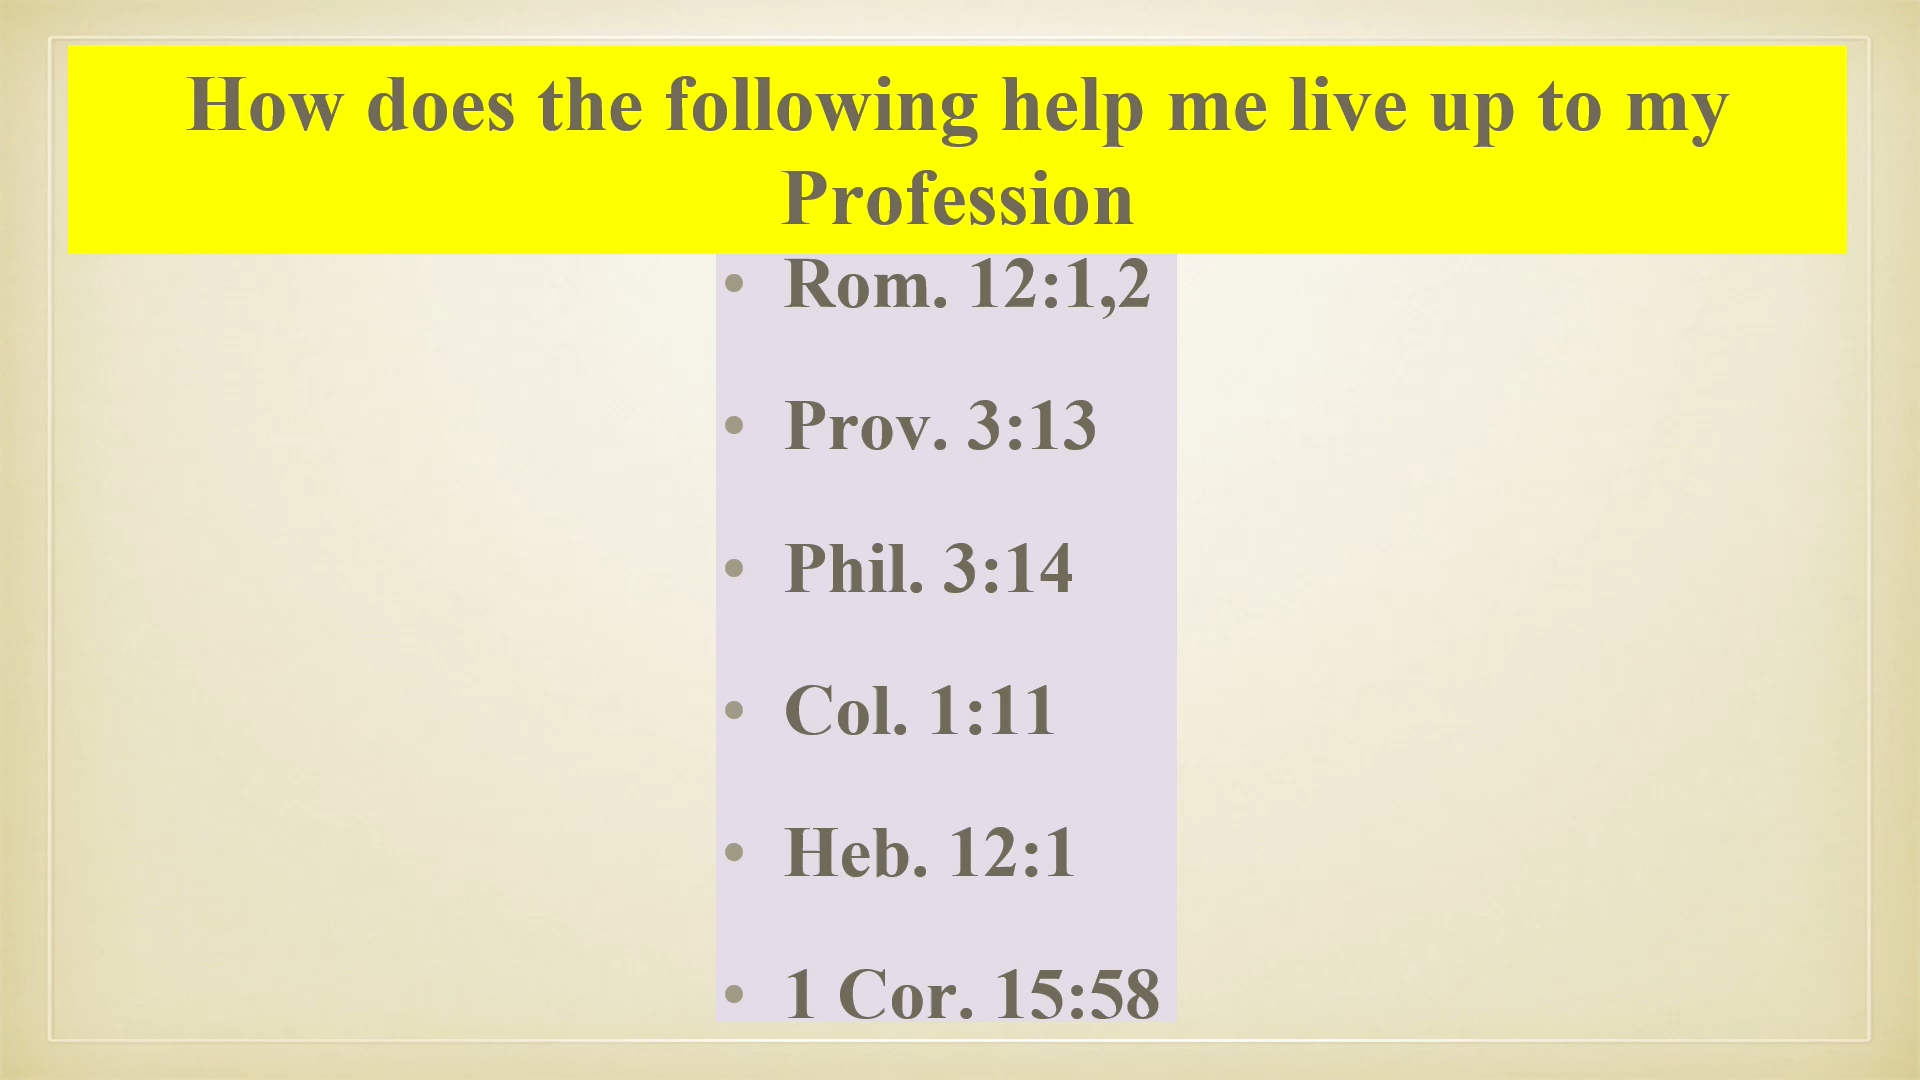 How does the following help me live up to my
Profession
• Rom. 12:1,2
• Prov. 3:13
• Phil. 3:14
• Col. 1:11
• Heb. 12:1
• 1 Cor. 15:58